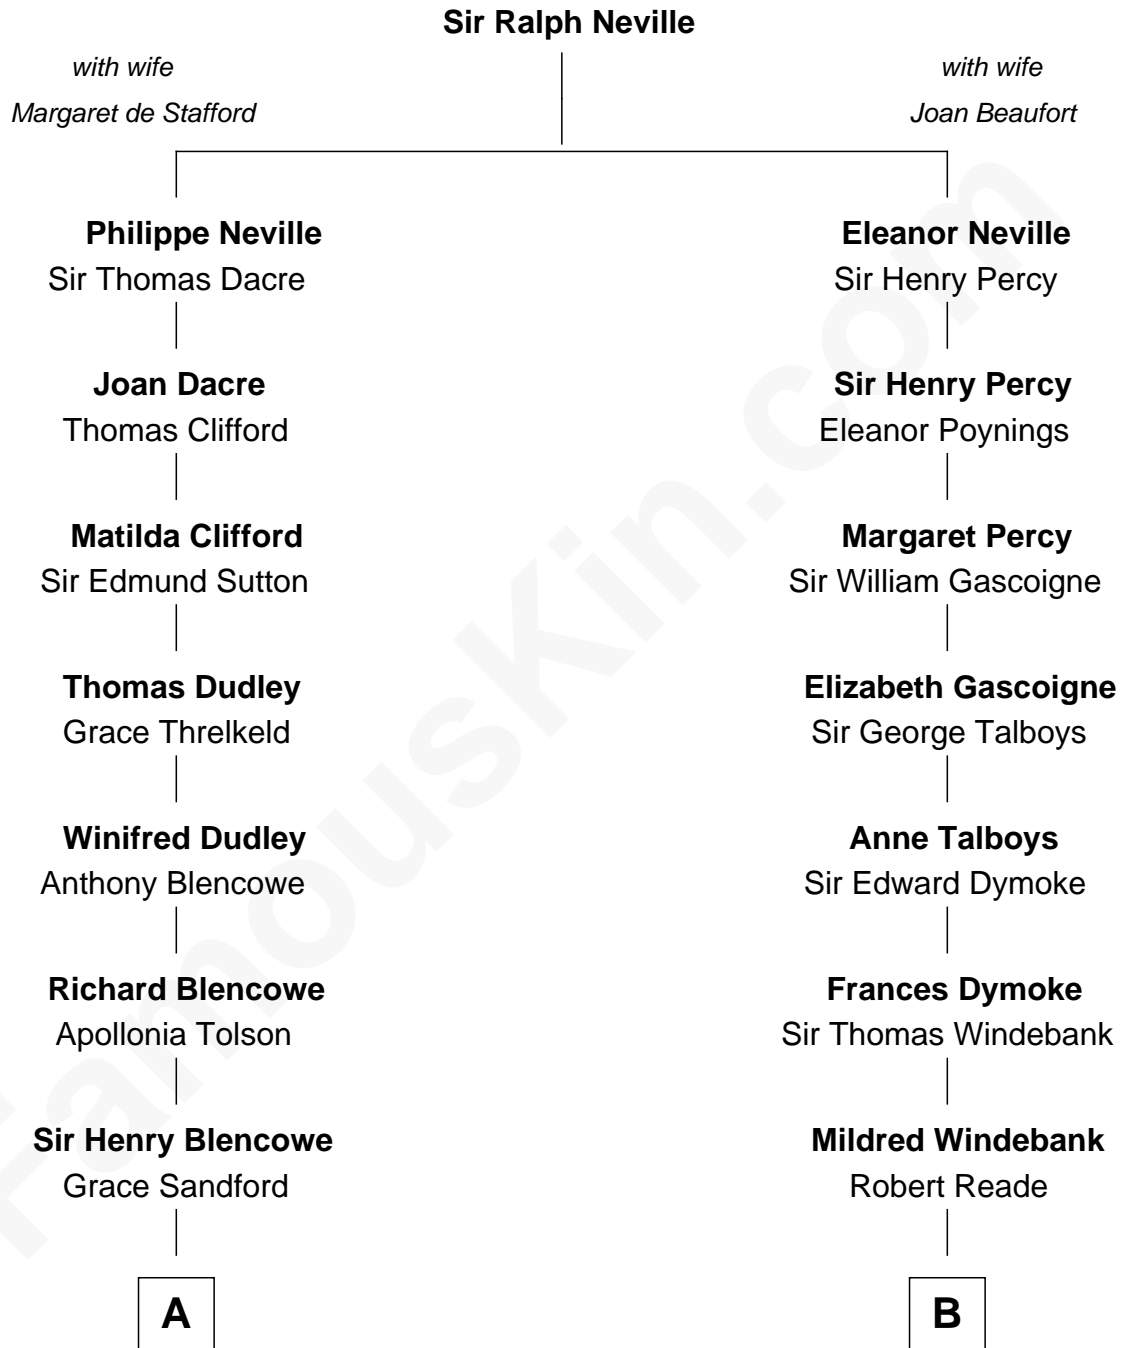 Sir Ralph Neville
with wife
Margaret de Stafford
with wife
Joan Beaufort
Philippe Neville
Sir Thomas Dacre
Eleanor Neville
Sir Henry Percy
Joan Dacre
Thomas Clifford
Sir Henry Percy
Eleanor Poynings
Matilda Clifford
Sir Edmund Sutton
Margaret Percy
Sir William Gascoigne
Thomas Dudley
Grace Threlkeld
Elizabeth Gascoigne
Sir George Talboys
Winifred Dudley
Anthony Blencowe
Anne Talboys
Sir Edward Dymoke
Richard Blencowe
Apollonia Tolson
Frances Dymoke
Sir Thomas Windebank
Sir Henry Blencowe
Grace Sandford
Mildred Windebank
Robert Reade
A
B
FamousKin.com